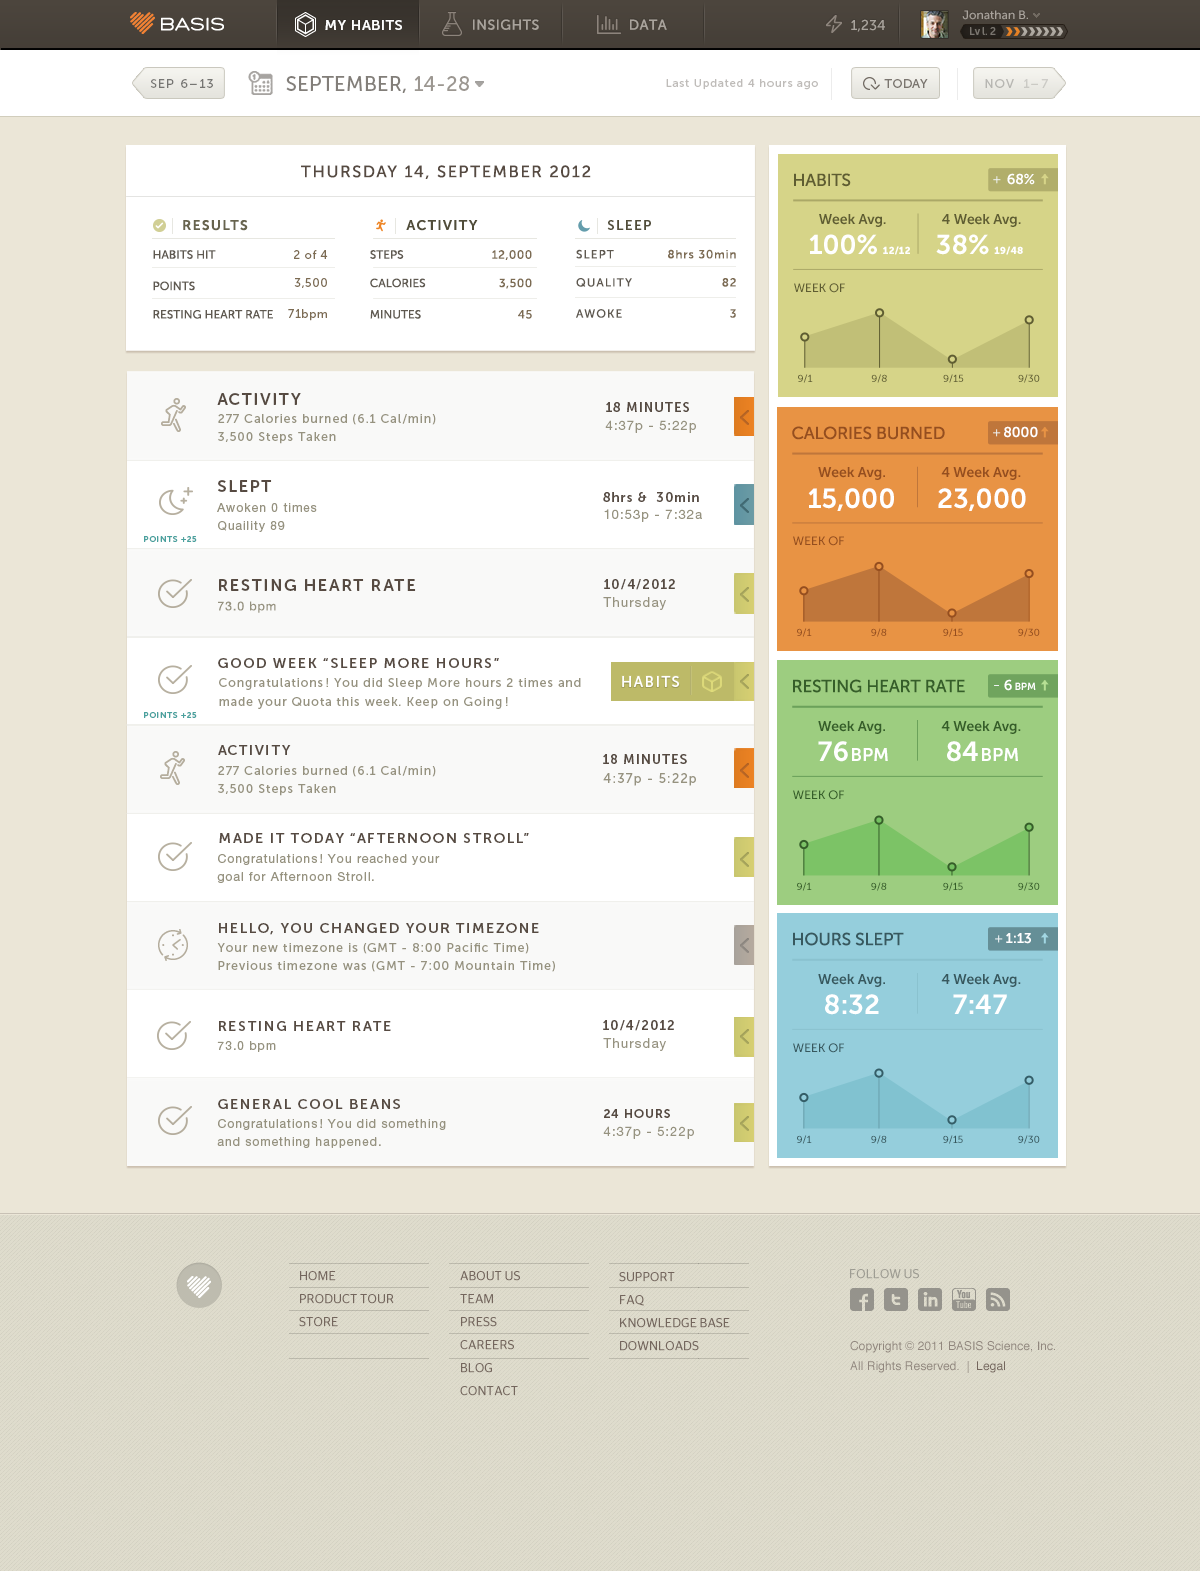 BASIS
MY HABITS
INSIGHTS
DATA
1,234
Jonathan B.
Lvl. 2
SEP 6–13
SEPTEMBER, 14-28
Last Updated 4 hours ago
TODAY
NOV 1–7
THURSDAY 14, SEPTEMBER 2012
RESULTS
HABITS HIT 2 of 4
POINTS 3,500
RESTING HEART RATE 71bpm
ACTIVITY
STEPS 12,000
CALORIES 3,500
MINUTES 45
SLEEP
SLEPT 8hrs 30min
QUALITY 82
AWOKE 3
ACTIVITY
277 Calories burned (6.1 Cal/min)
3,500 Steps Taken
18 MINUTES
4:37p - 5:22p
SLEPT
Awoken 0 times
Quaility 89
POINTS +25
8hrs & 30min
10:53p - 7:32a
RESTING HEART RATE
73.0 bpm
10/4/2012
Thursday
GOOD WEEK “SLEEP MORE HOURS”
Congratulations! You did Sleep More hours 2 times and
made your Quota this week. Keep on Going!
POINTS +25
HABITS
ACTIVITY
277 Calories burned (6.1 Cal/min)
3,500 Steps Taken
18 MINUTES
4:37p - 5:22p
MADE IT TODAY “AFTERNOON STROLL”
Congratulations! You reached your
goal for Afternoon Stroll.
HELLO, YOU CHANGED YOUR TIMEZONE
Your new timezone is (GMT - 8:00 Pacific Time)
Previous timezone was (GMT - 7:00 Mountain Time)
RESTING HEART RATE
73.0 bpm
10/4/2012
Thursday
GENERAL COOL BEANS
Congratulations! You did something
and something happened.
24 HOURS
4:37p - 5:22p
HABITS
+ 68%
Week Avg. 4 Week Avg.
100% 12/12 38% 19/48
WEEK OF
9/1 9/8 9/15 9/30
CALORIES BURNED
+8000
Week Avg. 4 Week Avg.
15,000 23,000
WEEK OF
9/1 9/8 9/15 9/30
RESTING HEART RATE
- 6 BPM
Week Avg. 4 Week Avg.
76BPM 84BPM
WEEK OF
9/1 9/8 9/15 9/30
HOURS SLEPT
+1:13
Week Avg. 4 Week Avg.
8:32 7:47
WEEK OF
9/1 9/8 9/15 9/30
HOME
PRODUCT TOUR
STORE
ABOUT US
TEAM
PRESS
CAREERS
BLOG
CONTACT
SUPPORT
FAQ
KNOWLEDGE BASE
DOWNLOADS
FOLLOW US
You
Tube
Copyright © 2011 BASIS Science, Inc.
All Rights Reserved. | Legal